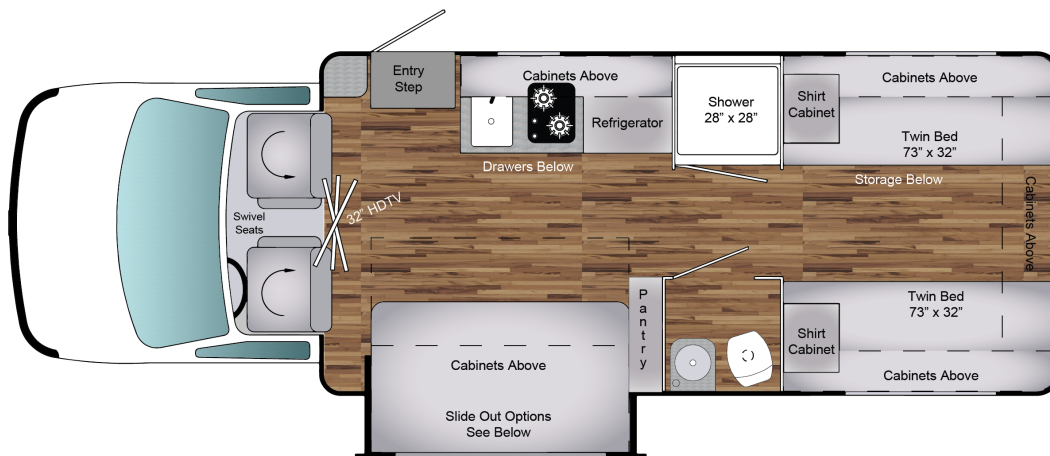 Entry
Step
Cabinets Above
Refrigerator
Drawers Below
Shower
28” x 28”
Shirt
Cabinet
Cabinets Above
Twin Bed
73” x 32”
Storage Below
Cabinets Above
Swivel
Seats
32” HDTV
Pantry
Cabinets Above
Slide Out Options
See Below
Shirt
Cabinet
Twin Bed
73” x 32”
Cabinets Above